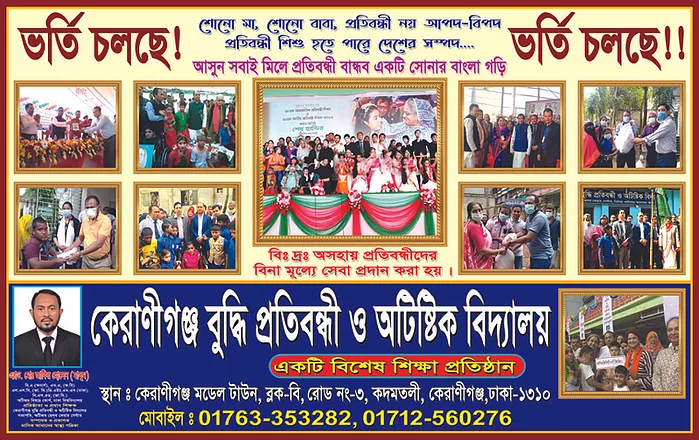 ভর্তি চলছে!
শোনো মা, শোনো বাবা, প্রতিবন্ধী নয় আপদ-বিপদ
প্রতিবন্ধী শিশু হতে পারে দেশের সম্পদ....
আসুন সবাই মিলে প্রতিবন্ধী বান্ধব একটি সোনার বাংলা গড়ি
ভর্তি চলছে!!
বিঃ দ্রঃ অসহায় প্রতিবন্ধীদের
বিনা মূল্যে সেবা প্রদান করা হয় ।
কেরাণীগঞ্জ বুদ্ধি প্রতিবন্ধী ও অটিষ্টিক বিদ্যালয়
একটি বিশেষ শিক্ষা প্রতিষ্ঠান
স্থান : কেরাণীগঞ্জ মডেল টাউন, ব্লক-বি, রোড নং-৩, কদমতলী, কেরাণীগঞ্জ,ঢাকা-১৩১০
মোবাইল : 01763-353282, 01712-560276